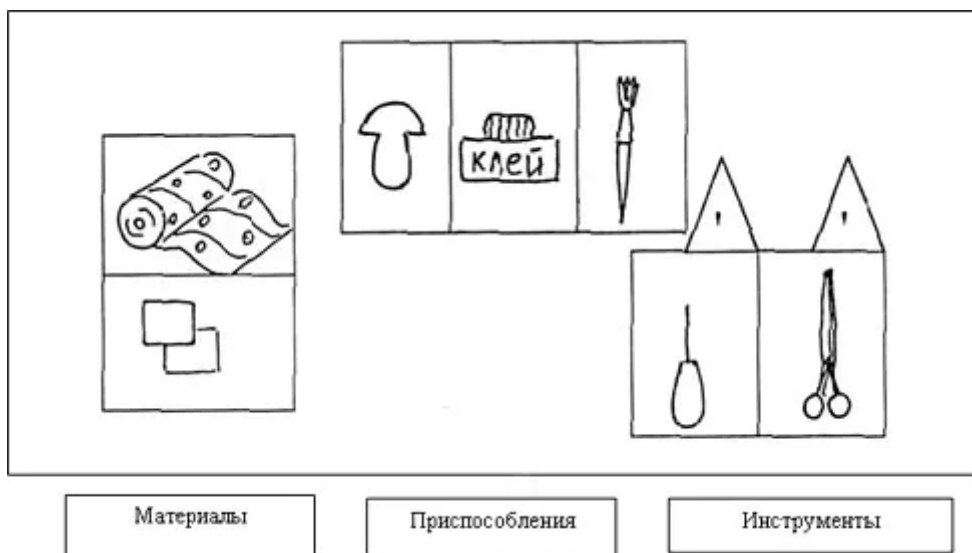 клей
Материалы
Приспособления
Инструменты